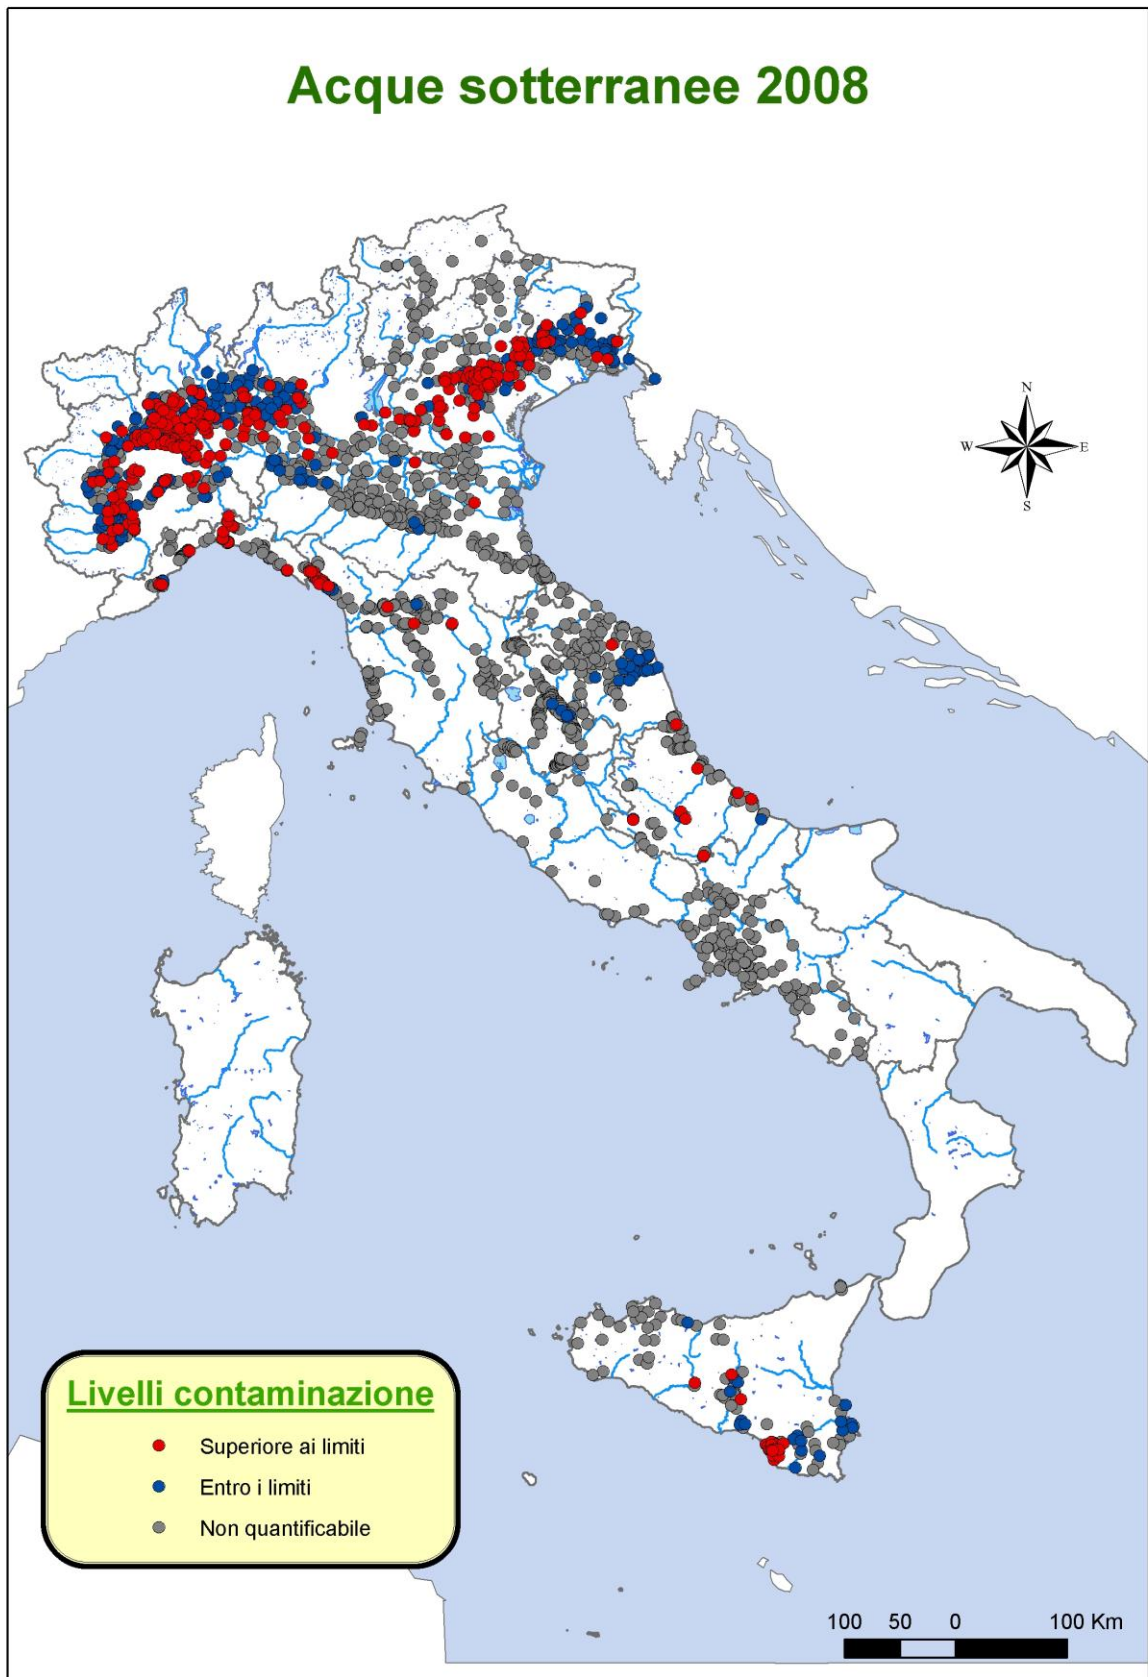 Acque sotterranee 2008
N
W E
S
Livelli contaminazione
Superiore ai limiti
Entro i limiti
Non quantificabile
100 50 0 100 Km